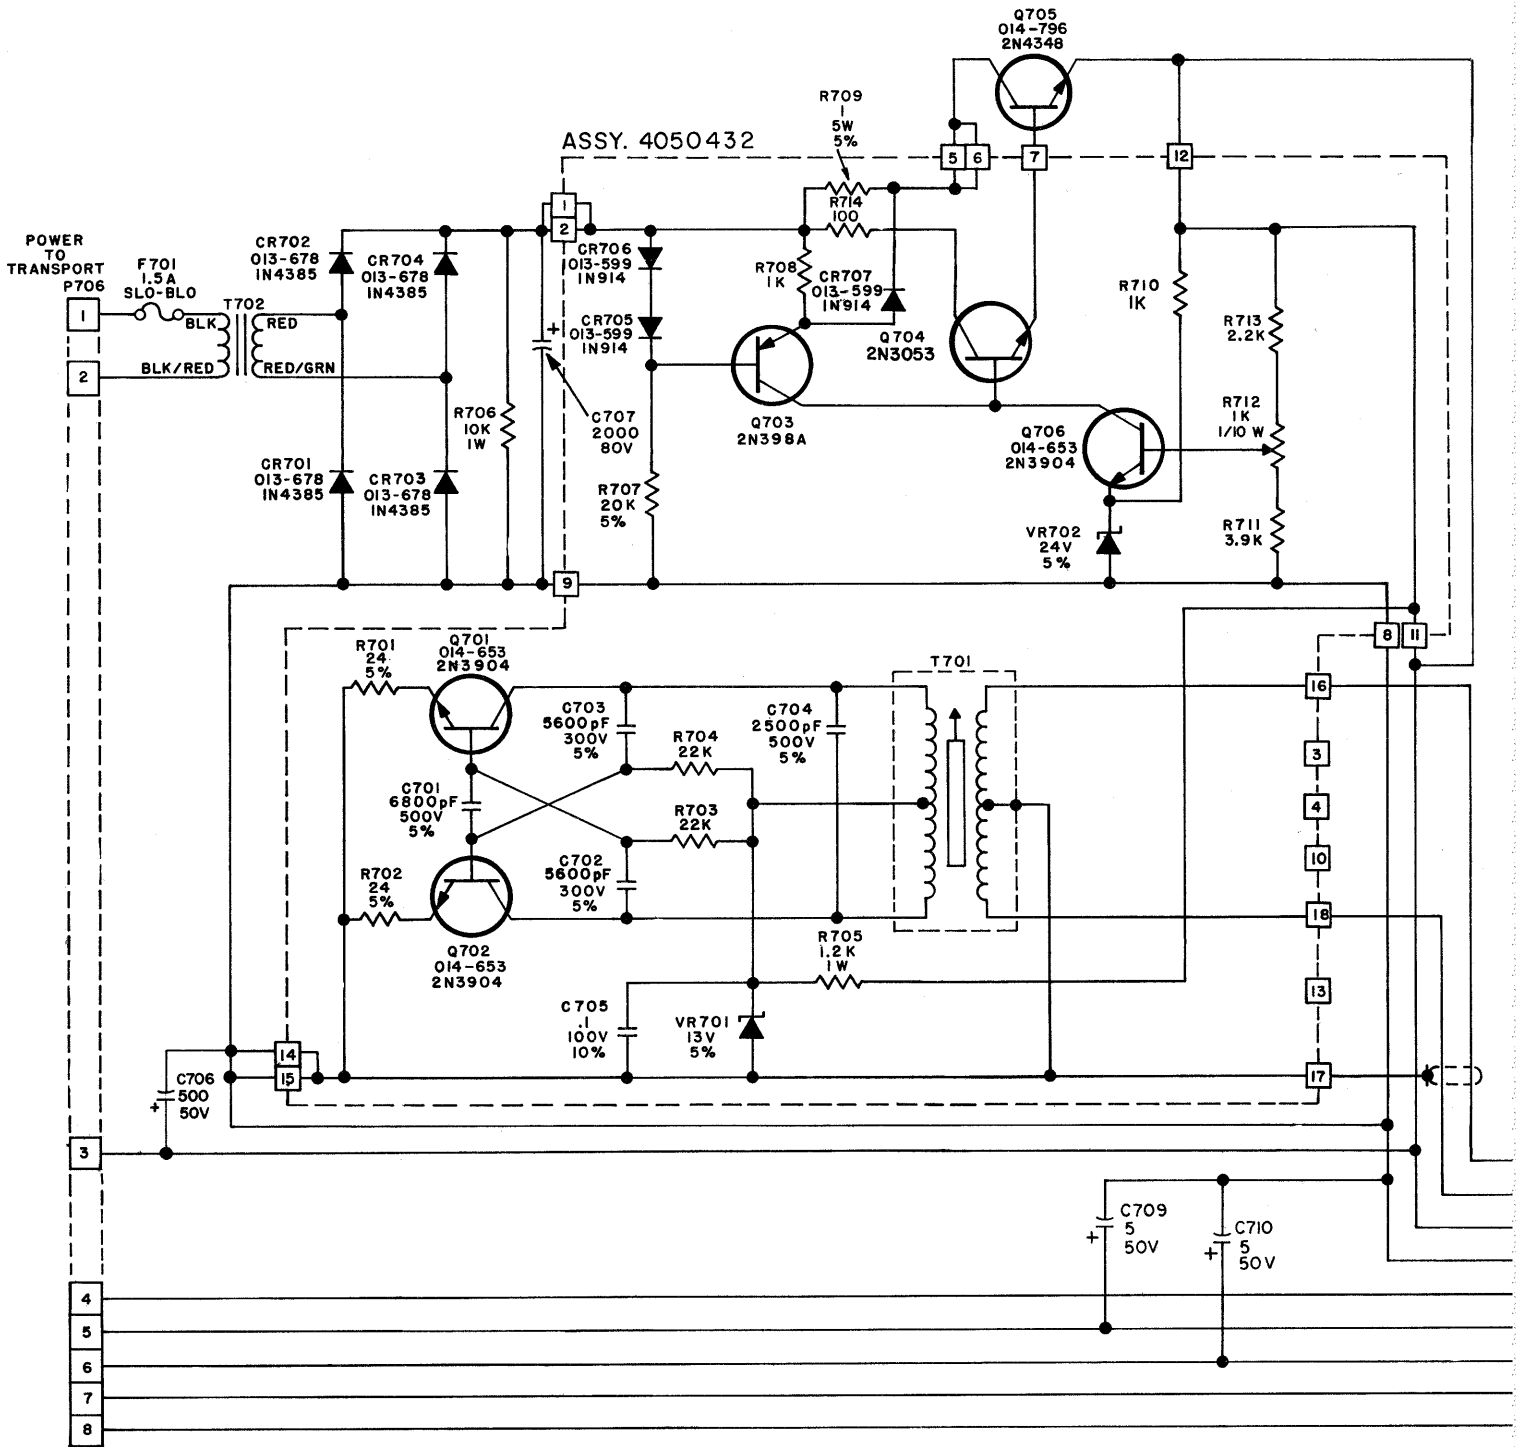 Q705
014-796
2N4348
R709
1
5W
5%
ASSY. 4050432
5
6
7
12
POWER
TO
TRANSPORT
P706
F701
1.5A
SLO-BLO
T702
BLK
RED
BLK/RED
RED/GRN
1
2
CR702
013-678
1N4385
CR704
013-678
1N4385
1
2
R714
100
CR706
013-599
1N914
R708
1K
CR707
013-599
1N914
CR705
013-599
1N914
Q704
2N3053
R710
1K
R713
2.2K
+
C707
2000
80V
R706
10K
1W
Q703
2N398A
Q706
014-653
2N3904
R712
1K
1/10 W
CR701
013-678
1N4385
CR703
013-678
1N4385
R707
20K
5%
VR702
24V
5%
R711
3.9K
9
R701
24
5%
Q701
014-653
2N3904
T701
8
11
16
C703
5600pF
300V
5%
R704
22K
C704
2500pF
500V
5%
3
C701
6800pF
500V
5%
R703
22K
4
10
R702
24
5%
C702
5600pF
300V
5%
18
Q702
014-653
2N3904
R705
1.2K
1W
13
C705
.1
100V
10%
VR701
13V
5%
14
15
17
C706
500
50V
+
3
C709
5
50V
+
C710
5
50V
+
4
5
6
7
8